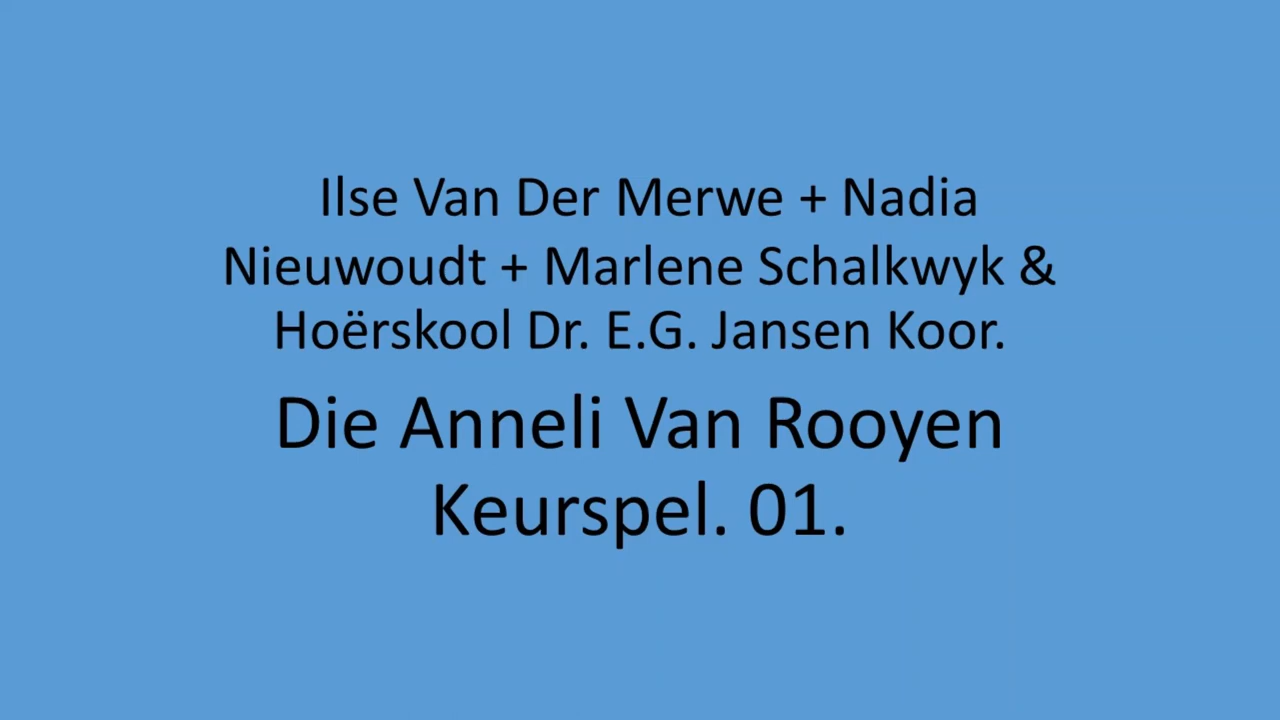 Ilse Van Der Merwe + Nadia
Nieuwoudt + Marlene Schalkwyk &
Hoërskool Dr. E.G. Jansen Koor.
Die Anneli Van Rooyen
Keurspel. 01.